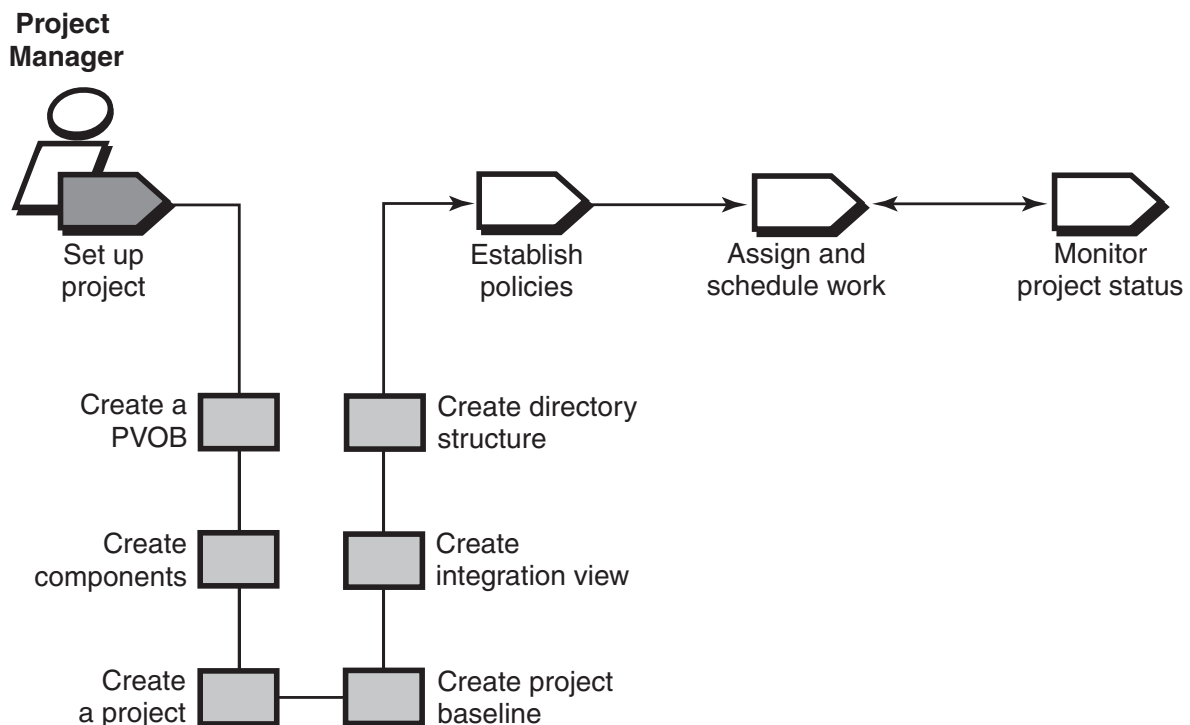 Project
Manager
Set up
project
Establish
policies
Assign and
schedule work
Monitor
project status
Create a
PVOB
Create directory
structure
Create
components
Create
integration view
Create
a project
Create project
baseline